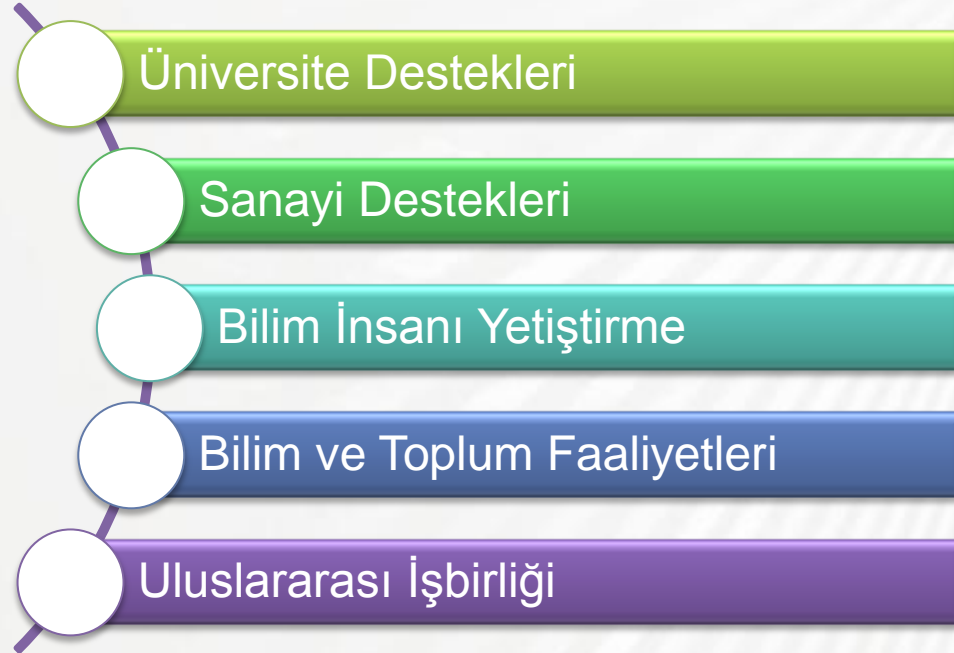 Üniversite Destekleri
Sanayi Destekleri
Bilim İnsanı Yetiştirme
Bilim ve Toplum Faaliyetleri
Uluslararası İşbirliği